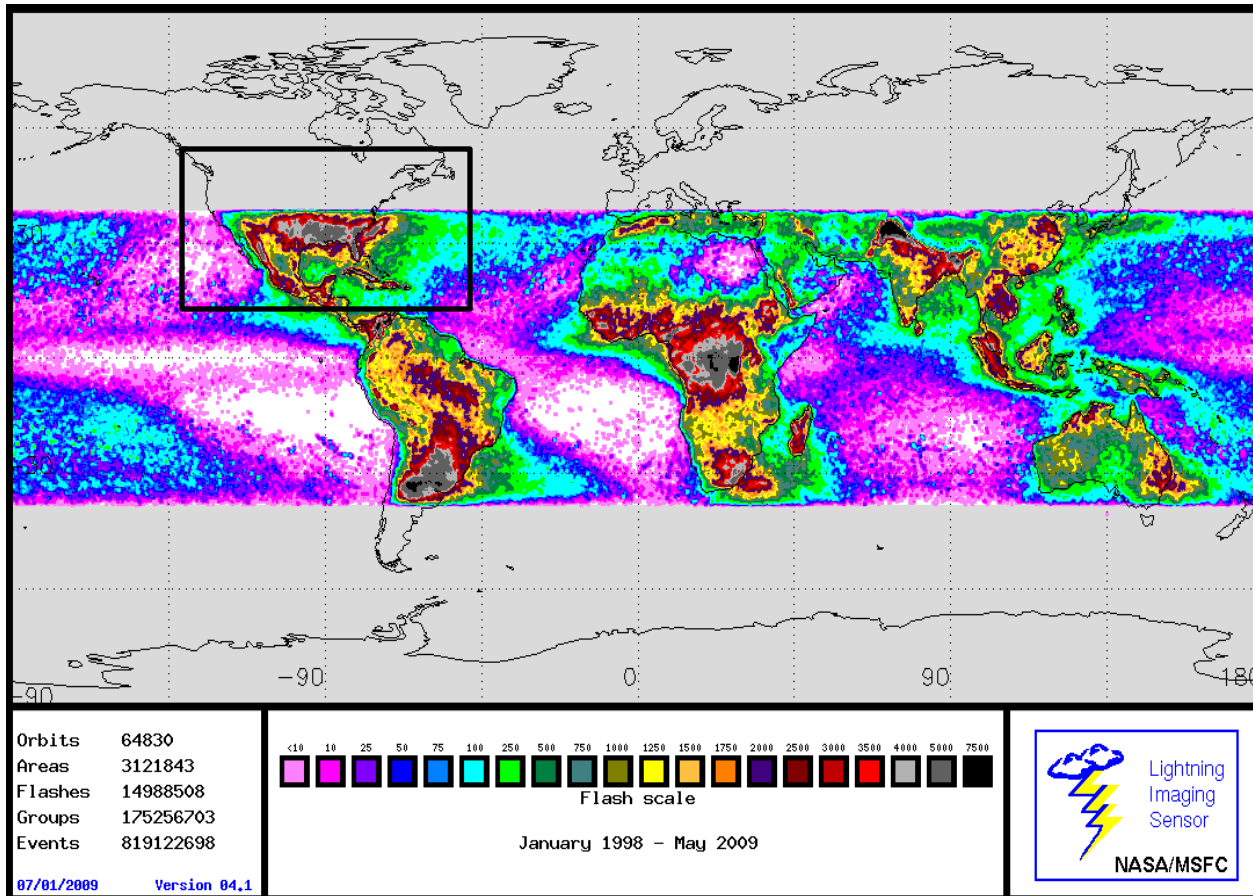 30
-30
-90
-90
0
90
180
Orbits 64830
Areas 3121843
Flashes 14988508
Groups 175256703
Events 819122698
07/01/2009 Version 04.1
<10 10 25 50 75 100 250 500 750 1000 1250 1500 1750 2000 2500 3000 3500 4000 5000 7500
Flash scale
January 1998 - May 2009
Lightning
Imaging
Sensor
NASA/MSFC